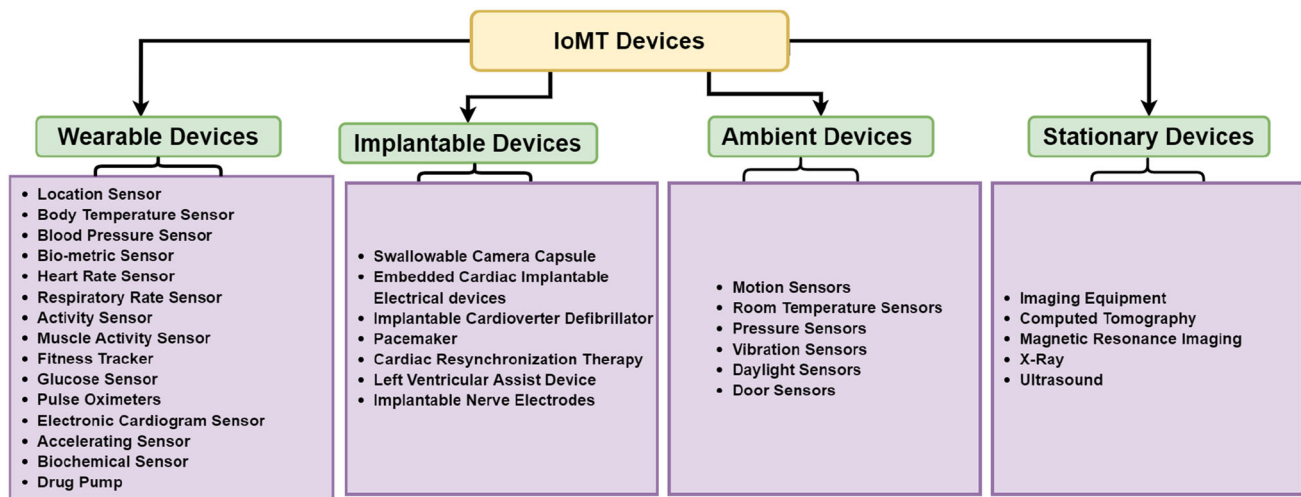 IoMT Devices
Wearable Devices
Location Sensor
Body Temperature Sensor
Blood Pressure Sensor
Bio-metric Sensor
Heart Rate Sensor
Respiratory Rate Sensor
Activity Sensor
Muscle Activity Sensor
Fitness Tracker
Glucose Sensor
Pulse Oximeters
Electronic Cardiogram Sensor
Accelerating Sensor
Biochemical Sensor
Drug Pump
Implantable Devices
Swallowable Camera Capsule
Embedded Cardiac Implantable
Electrical devices
Implantable Cardioverter Defibrillator
Pacemaker
Cardiac Resynchronization Therapy
Left Ventricular Assist Device
Implantable Nerve Electrodes
Ambient Devices
Motion Sensors
Room Temperature Sensors
Pressure Sensors
Vibration Sensors
Daylight Sensors
Door Sensors
Stationary Devices
Imaging Equipment
Computed Tomography
Magnetic Resonance Imaging
X-Ray
Ultrasound